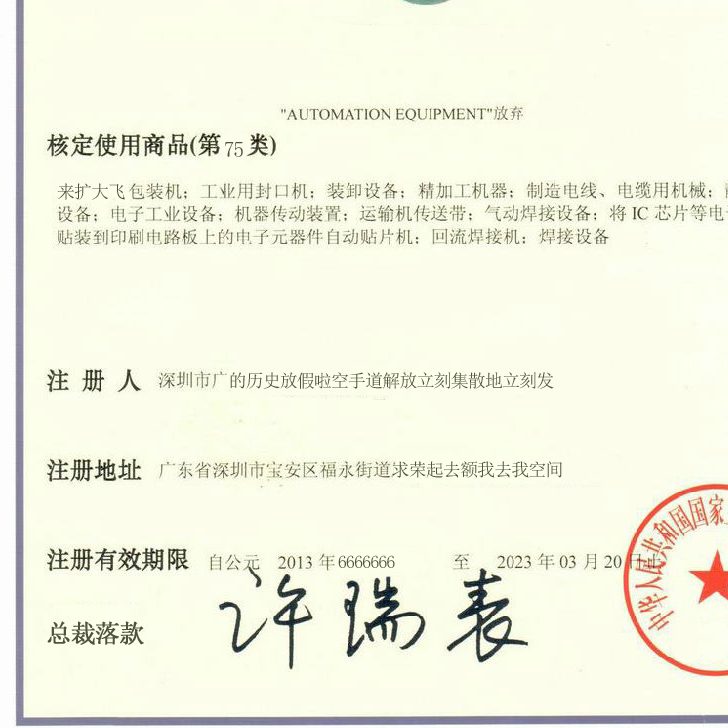 "AUTOMATION EQUIPMENT"放弃
核定使用商品(第 75 类)
来扩大飞包装机；工业用封口机；装卸设备；精加工机器；制造电线、电缆用机械；
设备；电子工业设备；机器传动装置；运输机传送带；气动焊接设备；将 IC 芯片等电
贴装到印刷电路板上的电子元器件自动贴片机；回流焊接机；焊接设备
注 册 人 深圳市广的历史放假啦空手道解放立刻集散地立刻发
注册地址 广东省深圳市宝安区福永街道求荣起去额我去我空间
注册有效期限 自公元 2013 年 6666666 至 2023 年 03 月 20 日止
总裁落款 许瑞表
中华人民共和国国家